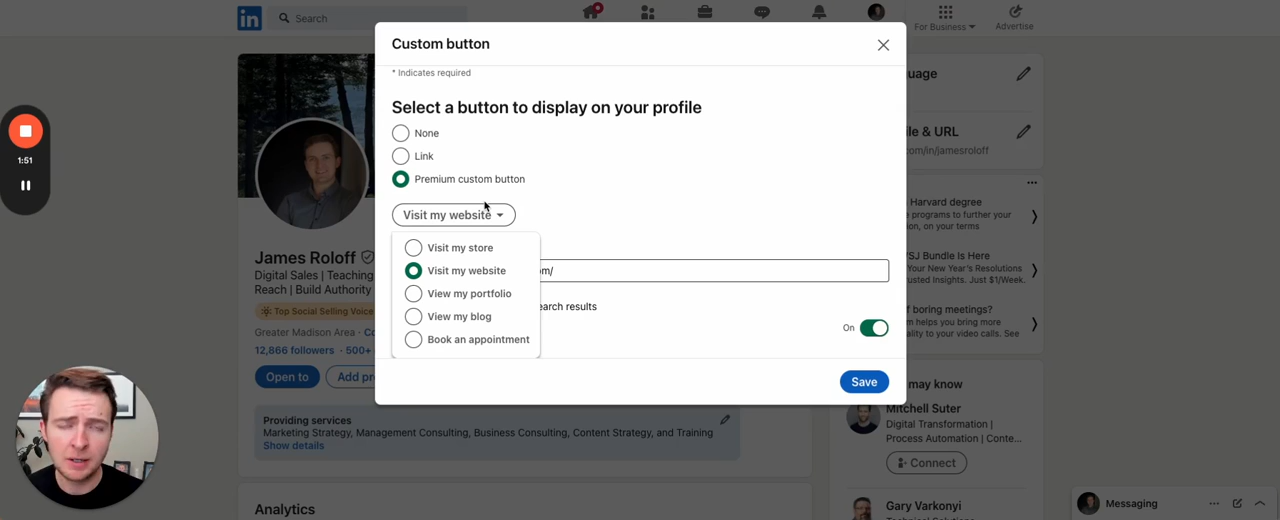 in
Search
For Business
Advertise
Custom button
* Indicates required
Select a button to display on your profile
None
Link
Premium custom button
Visit my website
Visit my store
Visit my website
View my portfolio
View my blog
Book an appointment
om/
earch results
On
Save
1:51
James Roloff
Digital Sales | Teaching
Reach | Build Authority
Top Social Selling Voice
Greater Madison Area · Co
12,866 followers · 500+
Open to
Add pr
Providing services
Marketing Strategy, Management Consulting, Business Consulting, Content Strategy, and Training
Show details
Analytics
uage
ile & URL
com/in/jamesroloff
Harvard degree
programs to further your
on, on your terms
SJ Bundle Is Here
Your New Year's Resolutions
usted Insights. Just $1/Week.
f boring meetings?
m helps you bring more
ality to your video calls. See
may know
Mitchell Suter
Digital Transformation |
Process Automation | Conte...
Connect
Gary Varkonyi
Messaging